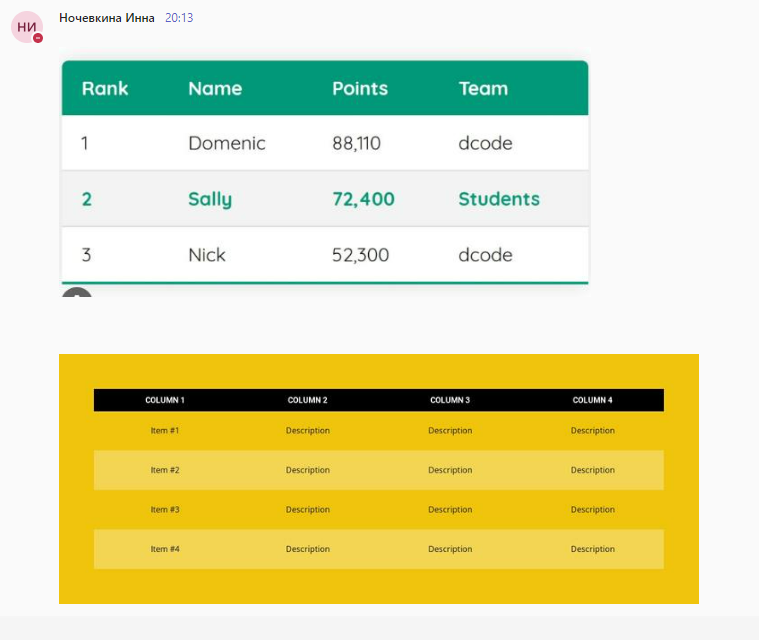 НИ
Ночевкина Инна 20:13
Rank Name Points Team
1 Domenic 88,110 dcode
2 Sally 72,400 Students
3 Nick 52,300 dcode
COLUMN 1 COLUMN 2 COLUMN 3 COLUMN 4
Item #1 Description Description Description
Item #2 Description Description Description
Item #3 Description Description Description
Item #4 Description Description Description